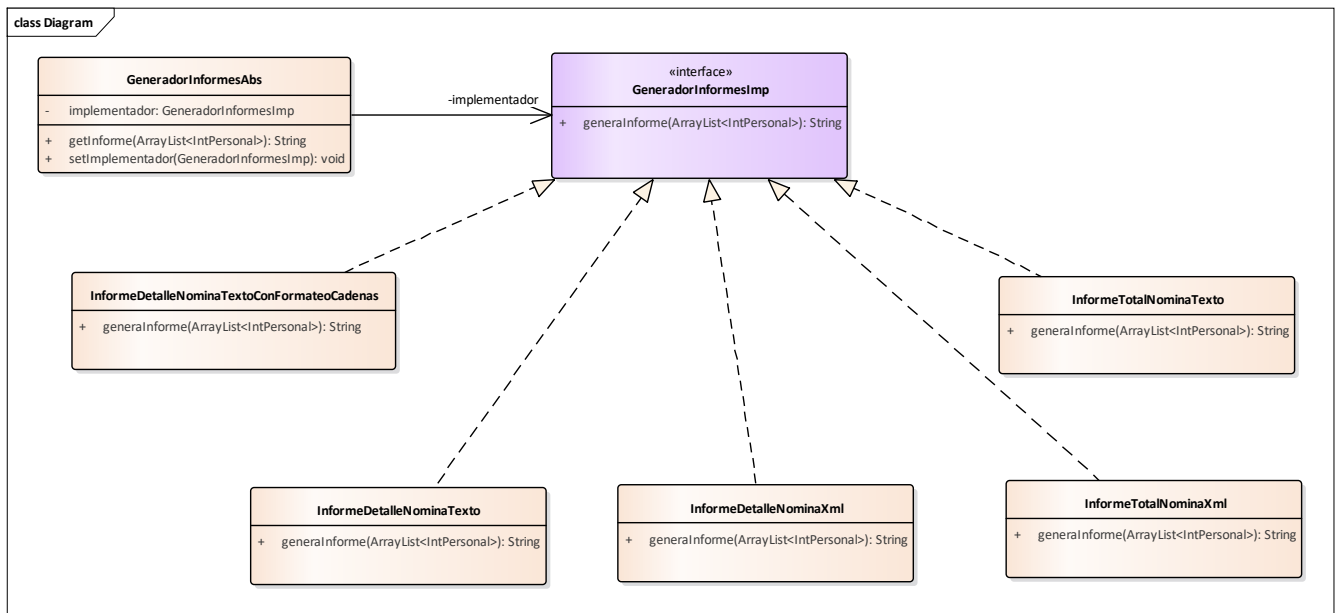 class Diagram
GeneradorInformesAbs
- implementador: GeneradorInformesImp
+ getInforme(ArrayList<IntPersonal>): String
+ setImplementador(GeneradorInformesImp): void
-implementador
«interface»
GeneradorInformesImp
+ generaInforme(ArrayList<IntPersonal>): String
InformeDetalleNominaTextoConFormateoCadenas
+ generaInforme(ArrayList<IntPersonal>): String
InformeTotalNominaTexto
+ generaInforme(ArrayList<IntPersonal>): String
InformeDetalleNominaTexto
+ generaInforme(ArrayList<IntPersonal>): String
InformeDetalleNominaXml
+ generaInforme(ArrayList<IntPersonal>): String
InformeTotalNominaXml
+ generaInforme(ArrayList<IntPersonal>): String